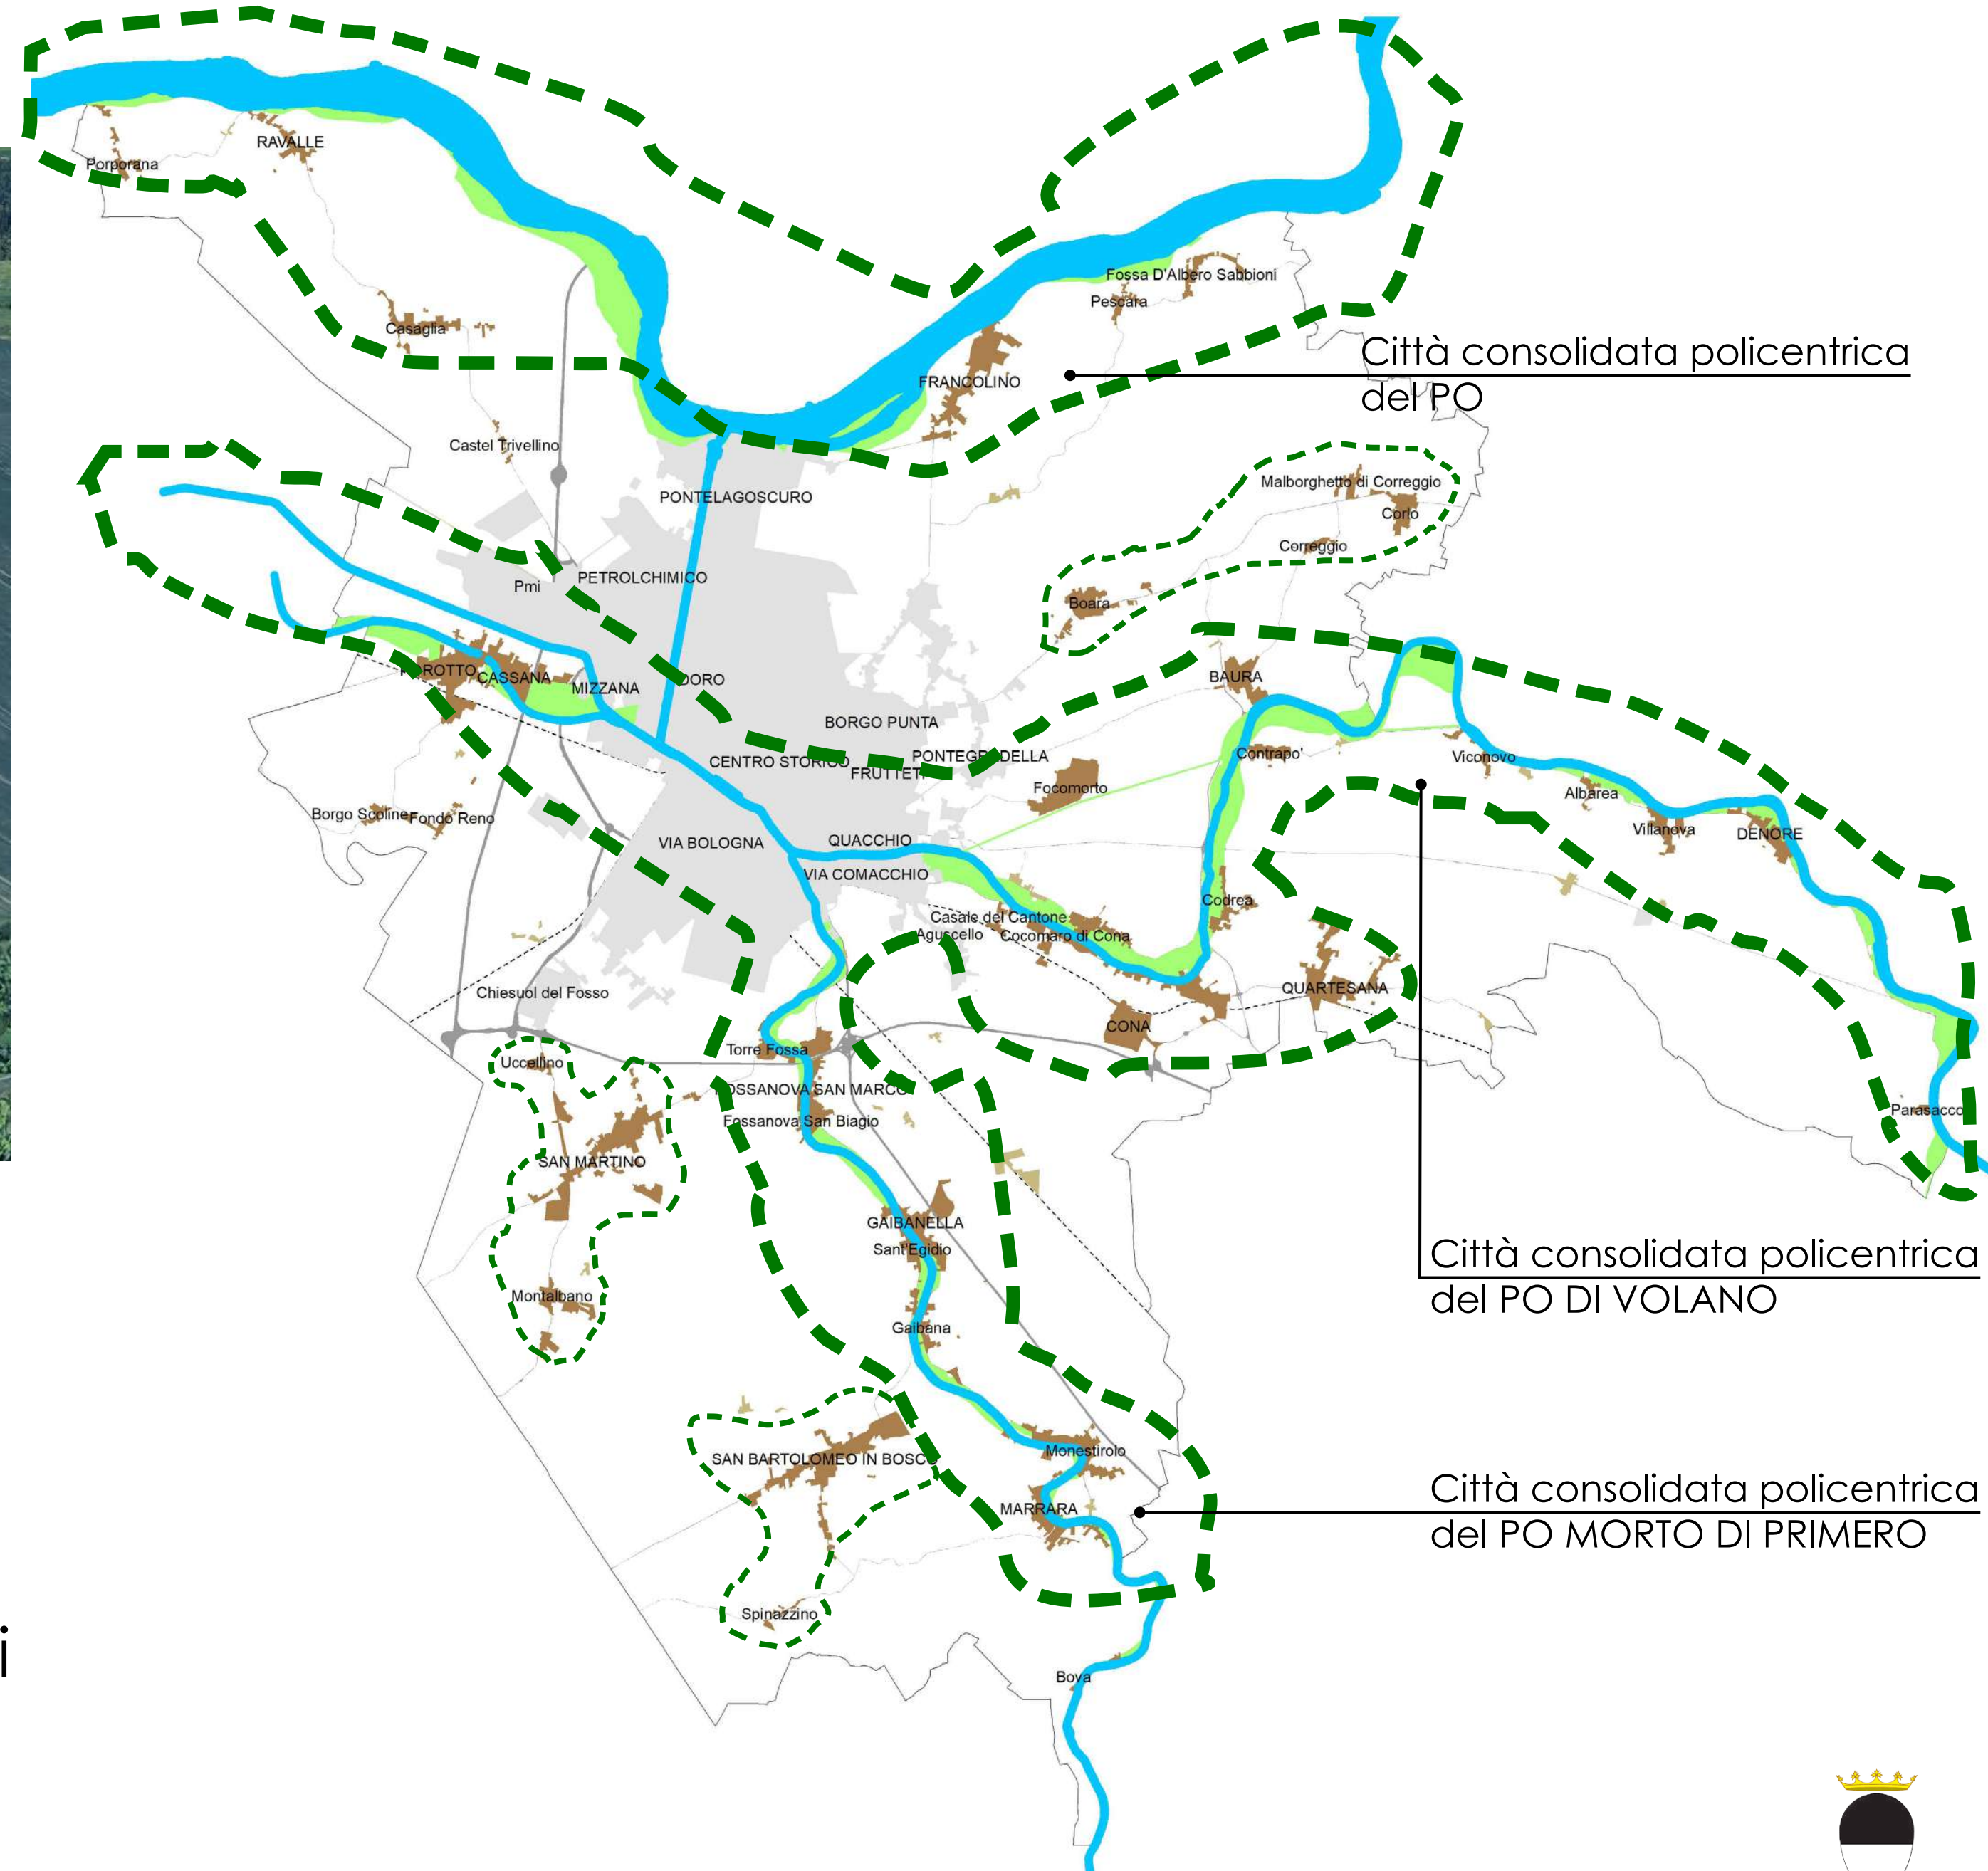 RAVALLE
Porporana
Fossa D'Albero Sabbioni
Pescara
Casaglia
Città consolidata policentrica
del PO
FRANCOLINO
Castel Trivellino
Malborghetto di Correggio
PONTELAGOSCURO
Corlo
Correggio
PETROLCHIMICO
Pmi
Boara
POROTTO
CASSANA
MIZZANA
DORO
BAURA
BORGO PUNTA
CENTRO STORICO
PONTEGRADELLA
FRUTTETI
Contrapo'
Viconovo
Focomorto
Albarea
Borgo Scoline
Fondo Reno
Villanova
DENORE
VIA BOLOGNA
QUACCHIO
VIA COMACCHIO
Codrea
Casale del Cantone
Aguscello
Cocomaro di Cona
QUARTESANA
Chiesuol del Fosso
CONA
Torre Fossa
Uccellino
FOSSANOVA SAN MARCO
Fossanova San Biagio
Parasacco
SAN MARTINO
GAIBANELLA
Sant'Egidio
Città consolidata policentrica
del PO DI VOLANO
Montalbano
Gaibana
SAN BARTOLOMEO IN BOSCO
Monestirolo
MARRARA
Città consolidata policentrica
del PO MORTO DI PRIMERO
Spinazzino
i
Bova